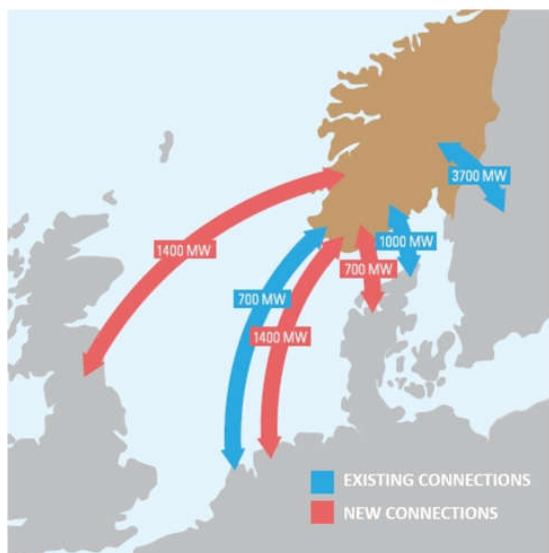 3700 MW
1000 MW
1400 MW
700 MW
700 MW
1400 MW
EXISTING CONNECTIONS
NEW CONNECTIONS